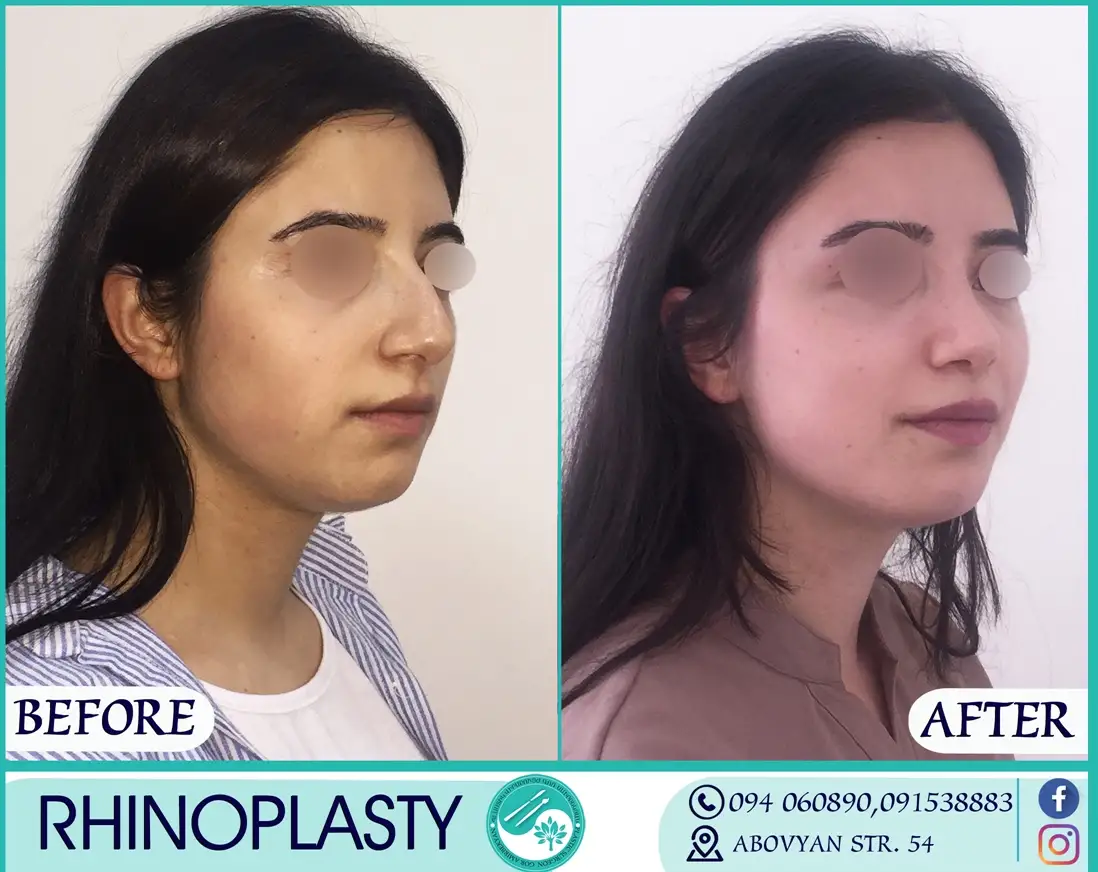 BEFORE
AFTER
RHINOPLASTY
094 060890,091538883
ABOVYAN STR. 54